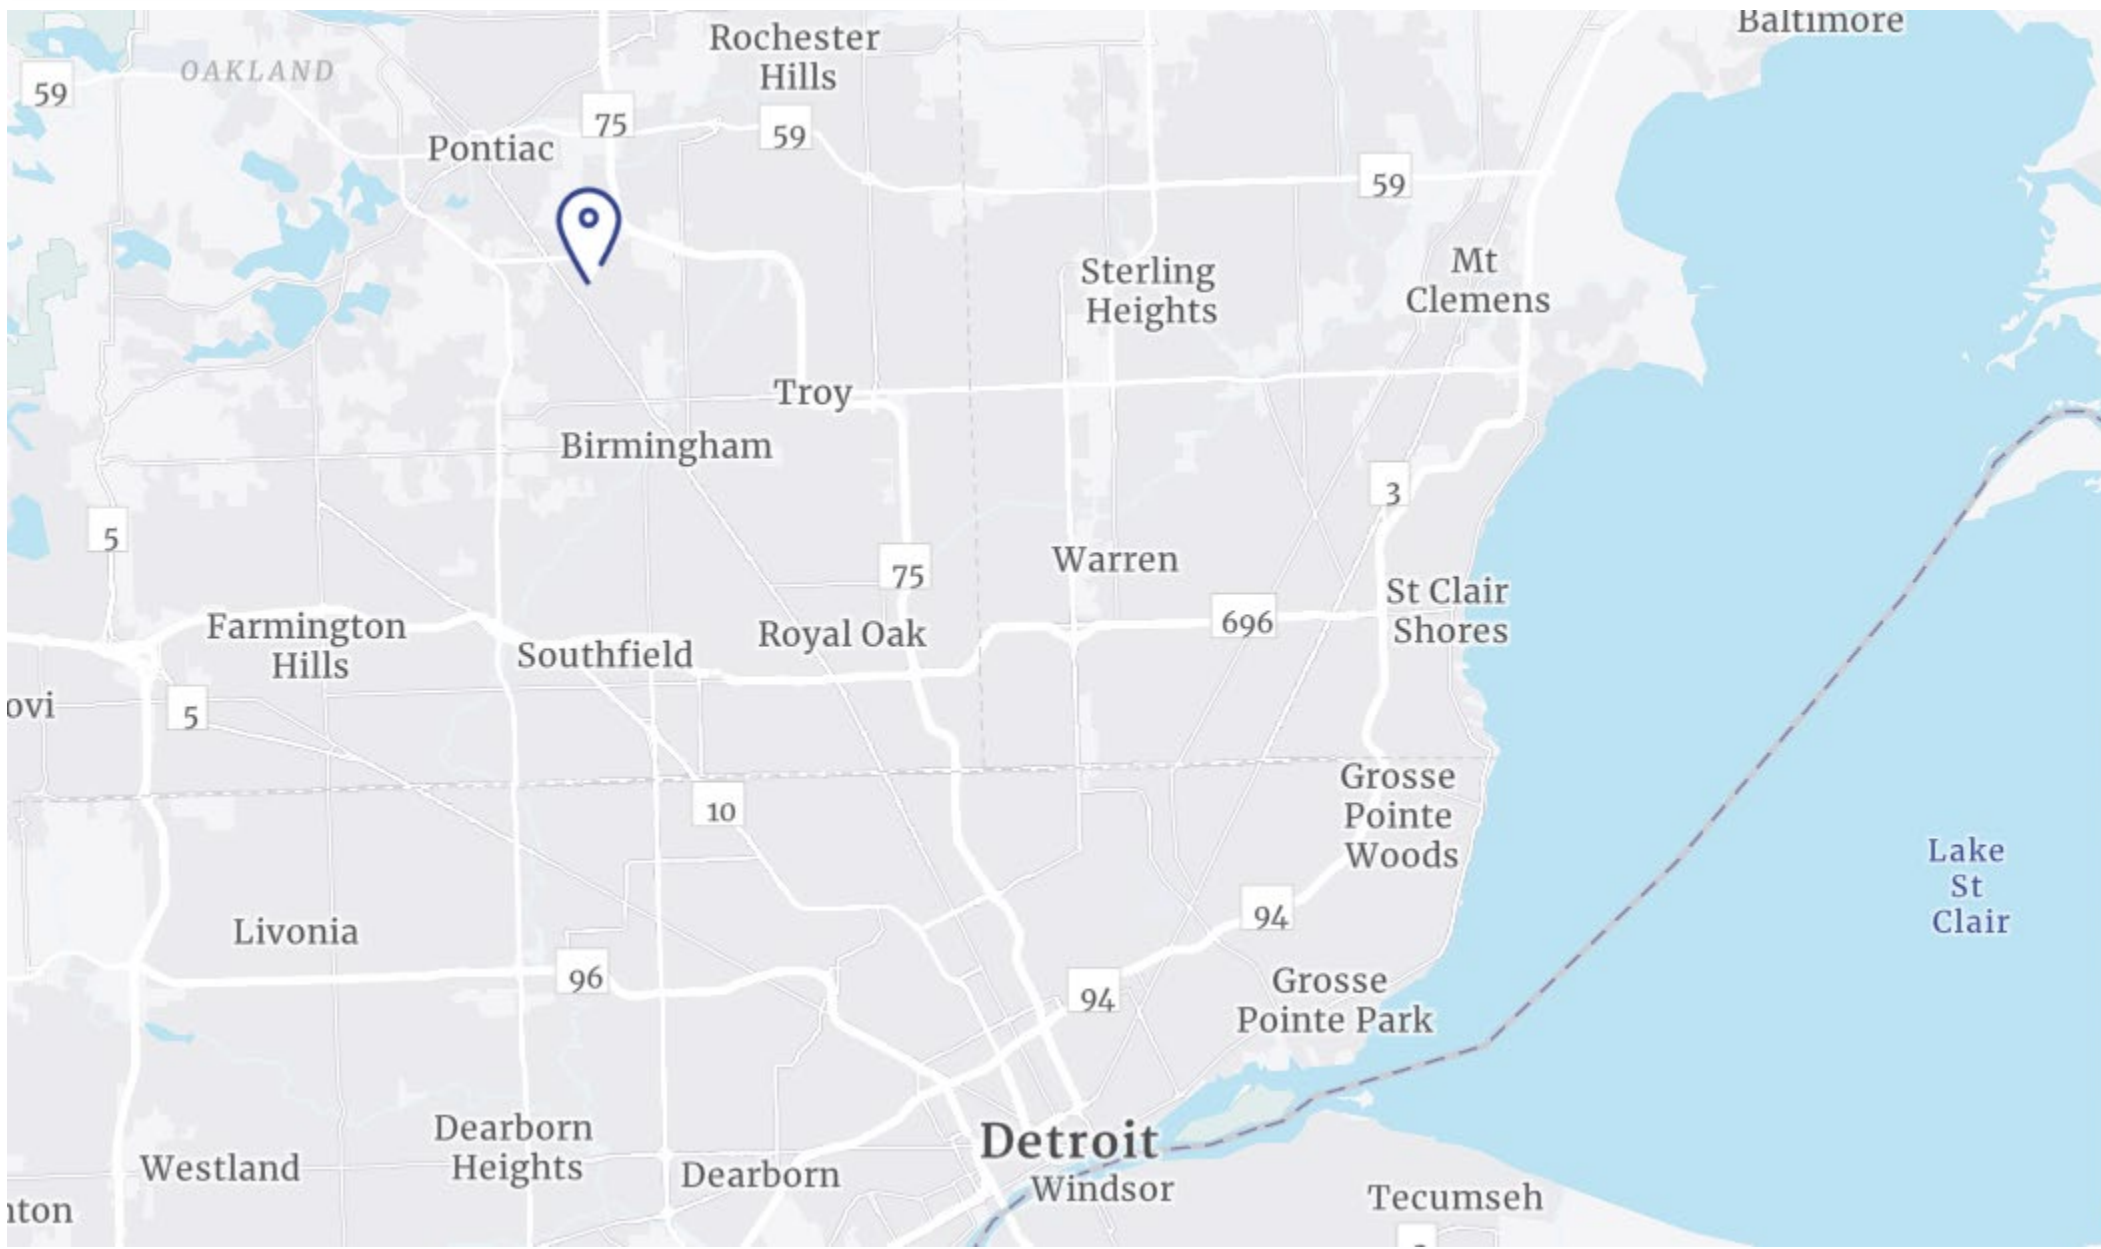 Baltimore
Rochester
Hills
OAKLAND
59
75
59
Pontiac
59
Sterling
Heights
Mt
Clemens
Troy
Birmingham
3
5
75
Warren
St Clair
Shores
696
Farmington
Hills
Royal Oak
Southfield
ovi
5
Grosse
Pointe
Woods
10
Lake
St
Clair
94
Livonia
96
94
Grosse
Pointe Park
Dearborn
Heights
Detroit
Westland
Dearborn
Windsor
Tecumseh
nton